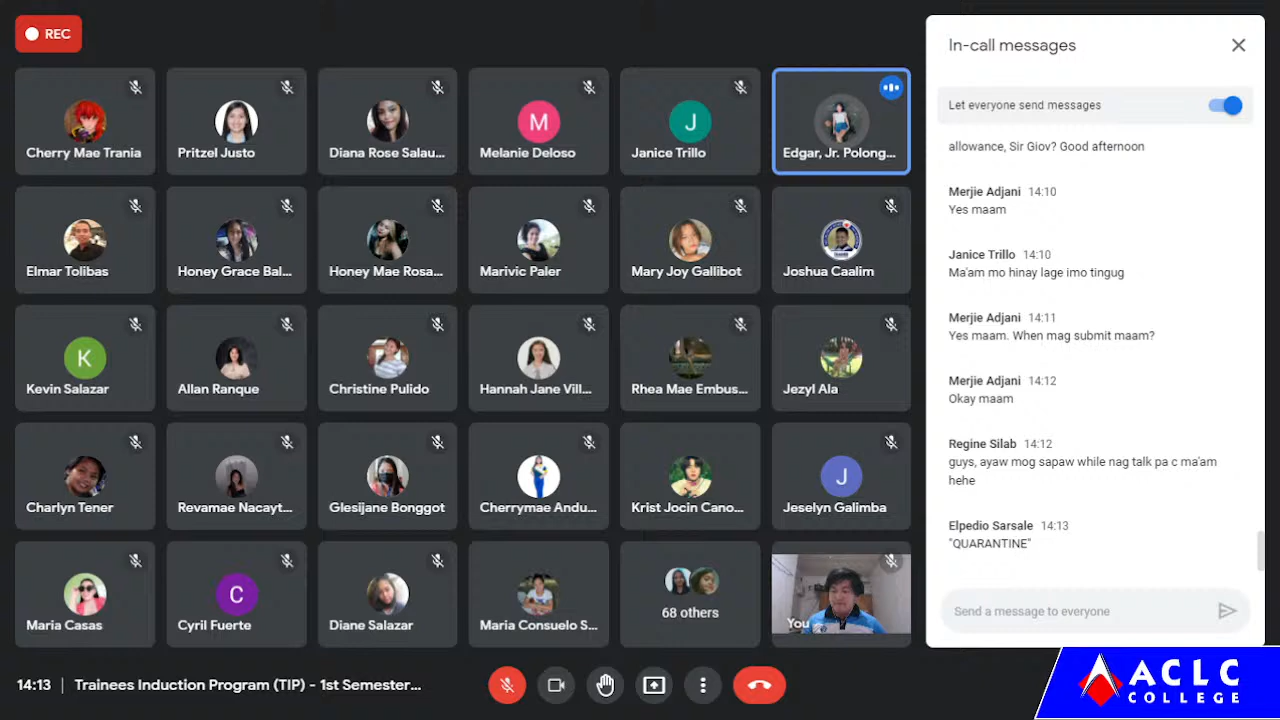 REC
Cherry Mae Trania
Pritzel Justo
Diana Rose Salau...
M
Melanie Deloso
J
Janice Trillo
Edgar, Jr. Polong...
Elmar Tolibas
Honey Grace Bal...
Honey Mae Rosa...
Marivic Paler
Mary Joy Gallibot
Joshua Caalim
K
Kevin Salazar
Allan Ranque
Christine Pulido
Hannah Jane Vill...
Rhea Mae Embus...
Jezyl Ala
Charlyn Tener
Revamae Nacayt...
Glesijane Bonggot
Cherrymae Andu...
Krist Jocin Cano...
J
Jeselyn Galimba
Maria Casas
C
Cyril Fuerte
Diane Salazar
Maria Consuelo S...
68 others
You
14:13 | Trainees Induction Program (TIP) - 1st Semester...
In-call messages
Let everyone send messages
allowance, Sir Giov? Good afternoon
Merjie Adjani 14:10
Yes maam
Janice Trillo 14:10
Ma'am mo hinay lage imo tingug
Merjie Adjani 14:11
Yes maam. When mag submit maam?
Merjie Adjani 14:12
Okay maam
Regine Silab 14:12
guys, ayaw mog sapaw while nag talk pa c ma'am
hehe
Elpedio Sarsale 14:13
"QUARANTINE"
Send a message to everyone
ACLC
COLLEGE